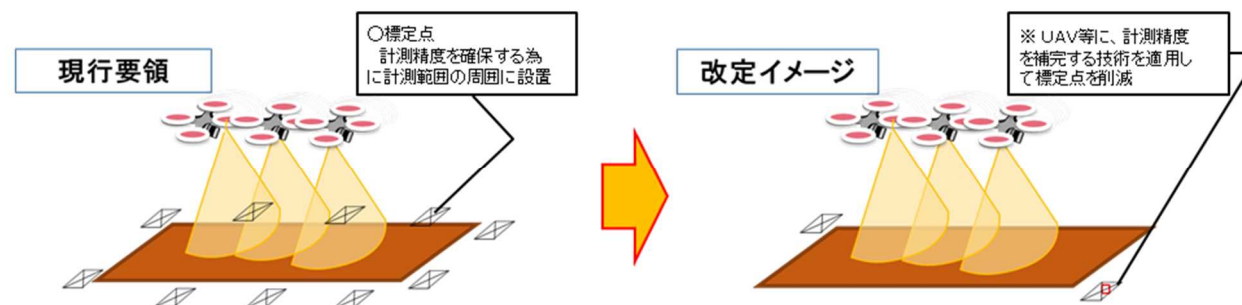 現行要領
○標定点
計測精度を確保する為
に計測範囲の周囲に設置
改定イメージ
※ UAV等に、計測精度
を補完する技術を適用し
て標定点を削減